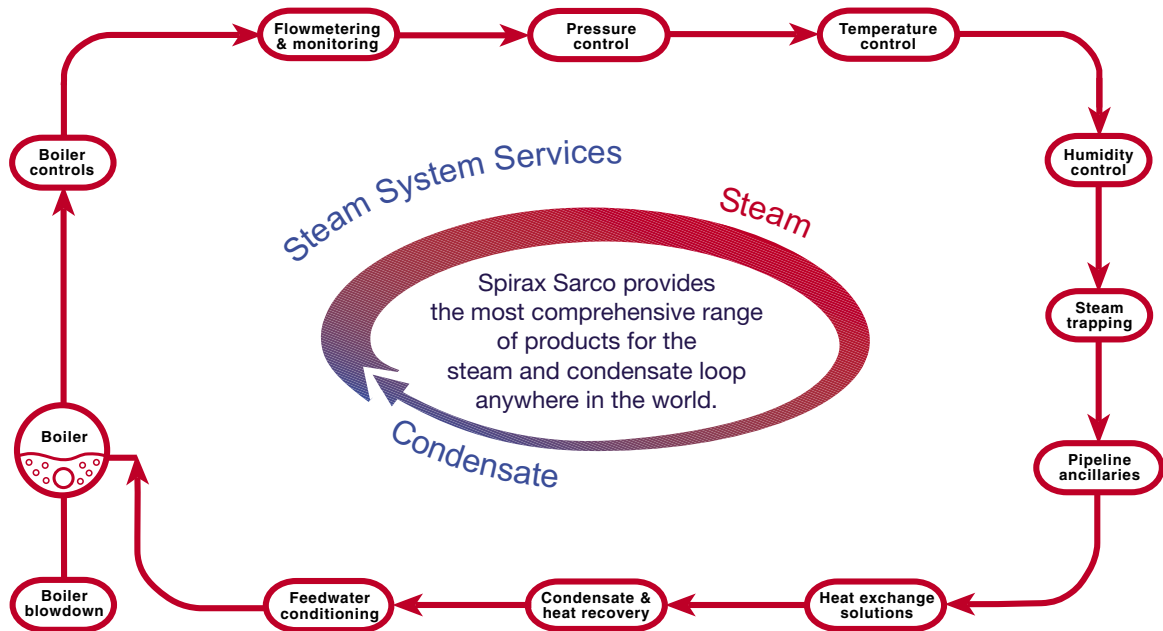 Flowmetering
& monitoring
Pressure
control
Temperature
control
Boiler
controls
Humidity
control
Steam System Services
Steam
Spirax Sarco provides
the most comprehensive range
of products for the
steam and condensate loop
anywhere in the world.
Condensate
Steam
trapping
Boiler
Pipeline
ancillaries
Boiler
blowdown
Feedwater
conditioning
Condensate &
heat recovery
Heat exchange
solutions